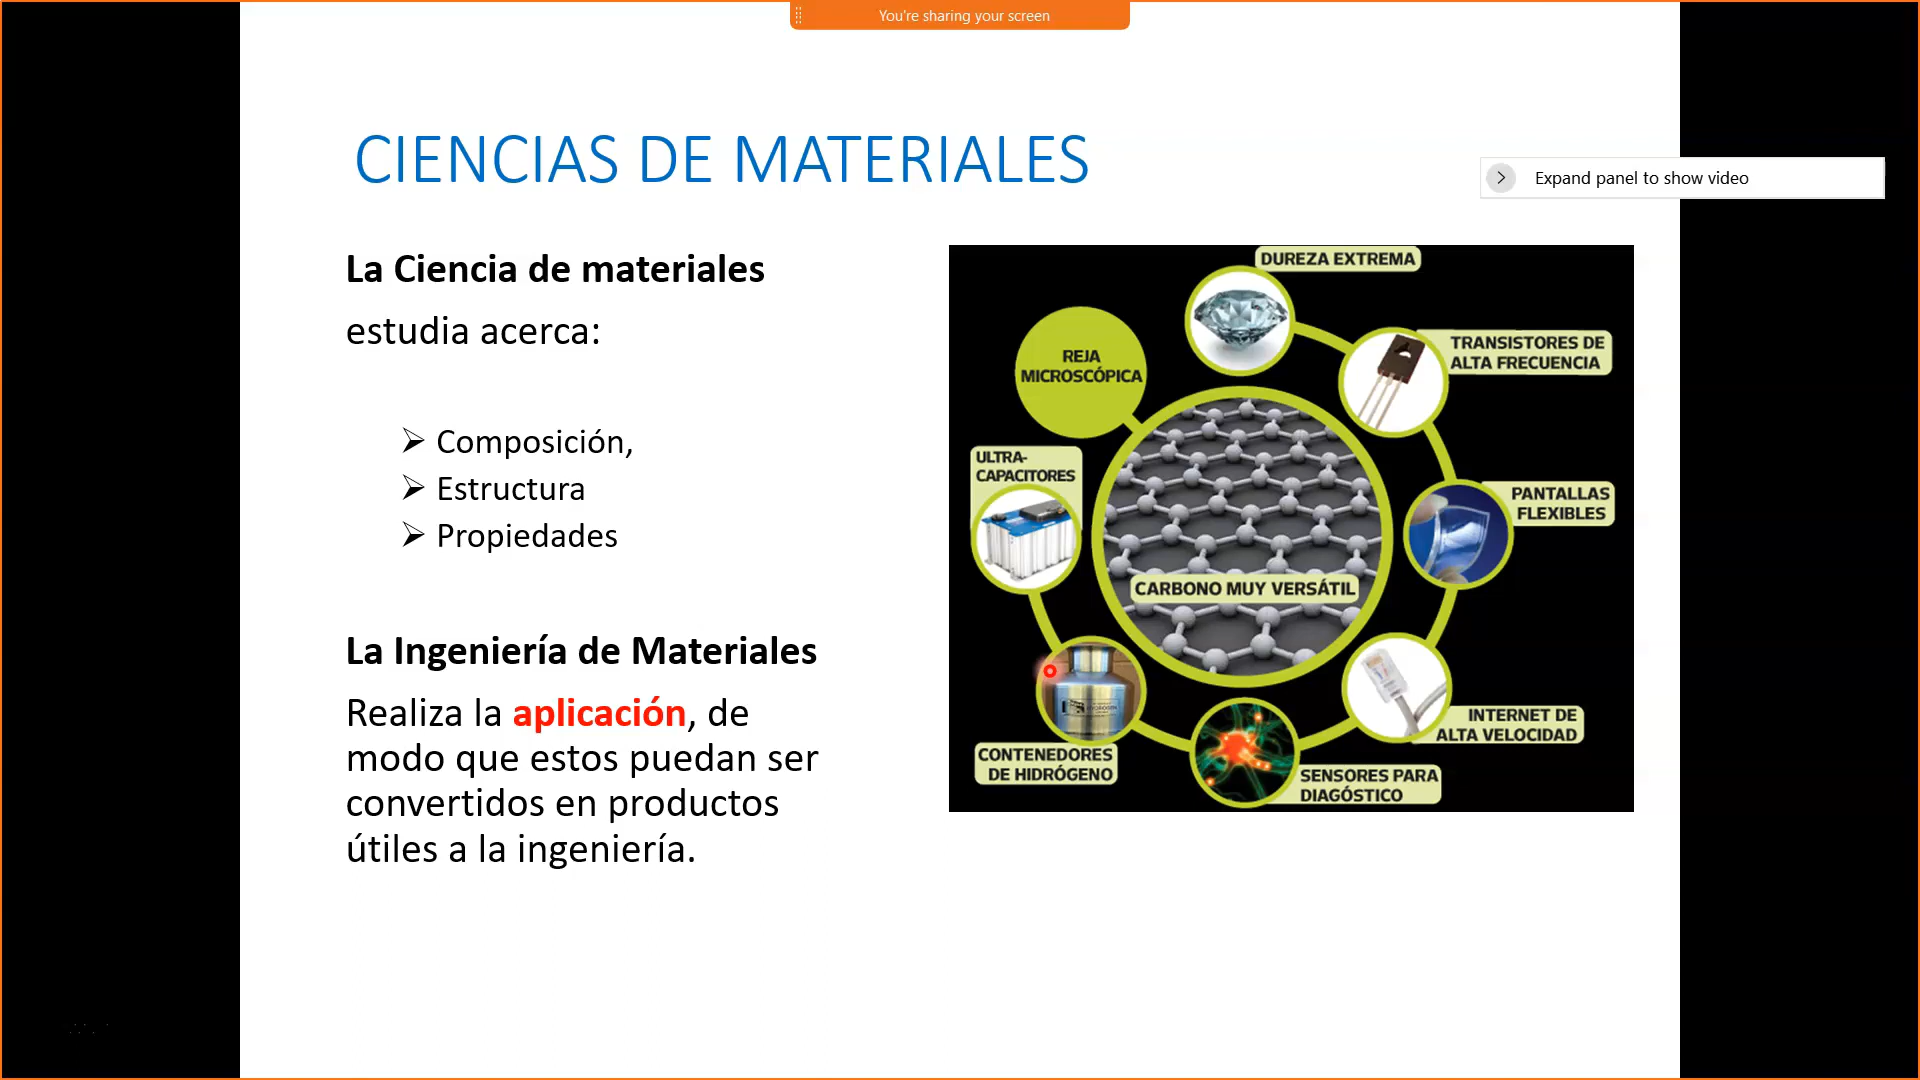 You're sharing your screen
CIENCIAS DE MATERIALES
Expand panel to show video
La Ciencia de materiales
estudia acerca:
➢ Composición,
➢ Estructura
➢ Propiedades
La Ingeniería de Materiales
Realiza la aplicación, de
modo que estos puedan ser
convertidos en productos
útiles a la ingeniería.
DUREZA EXTREMA
REJA
MICROSCÓPICA
TRANSISTORES DE
ALTA FRECUENCIA
ULTRA-
CAPACITORES
PANTALLAS
FLEXIBLES
CARBONO MUY VERSÁTIL
INTERNET DE
ALTA VELOCIDAD
CONTENEDORES
DE HIDRÓGENO
SENSORES PARA
DIAGÓSTICO